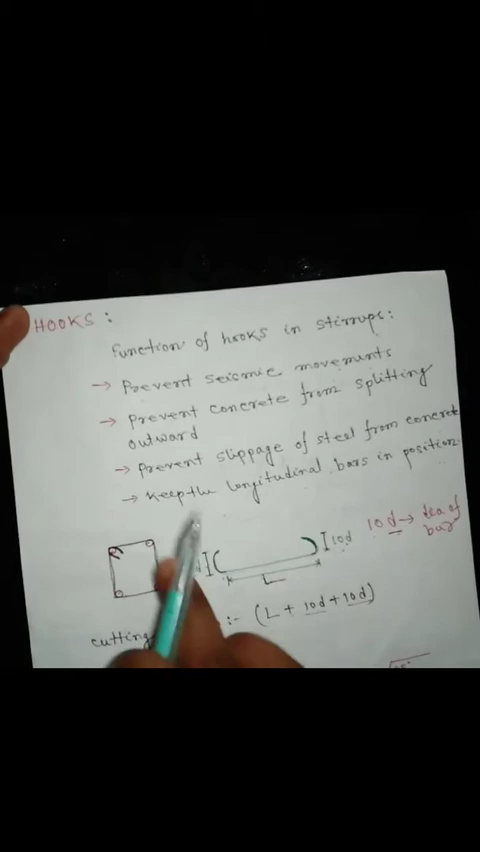 HOOKS:
Function of hooks in stirrups:
→ Prevent seismic movements
→ Prevent concrete from splitting
outward
→ Prevent slippage of steel from concrete
→ Keep the longitudinal bars in position.
d
10d
10d → dea of
bar
L
cutting :- (L + 10d + 10d)